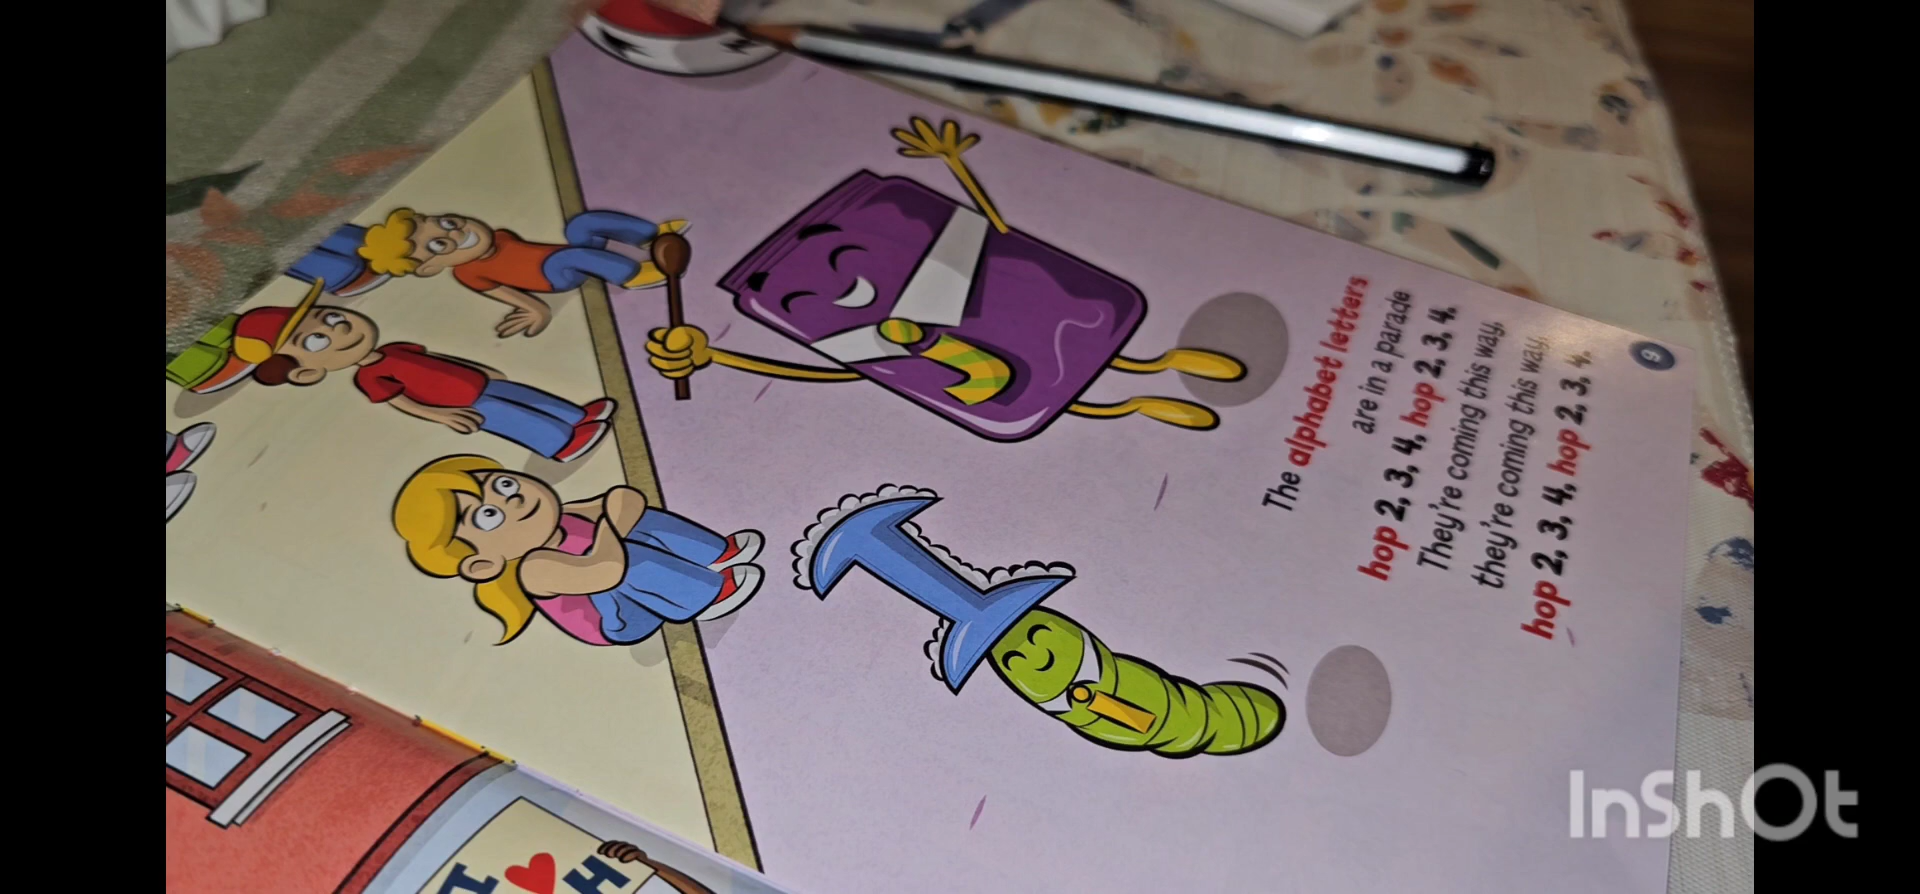 The alphabet letters
are in a parade
hop 2, 3, 4, hop 2, 3, 4.
They're coming this way,
they're coming this way,
hop 2, 3, 4, hop 2, 3, 4.
9
I ❤ H
InShOt